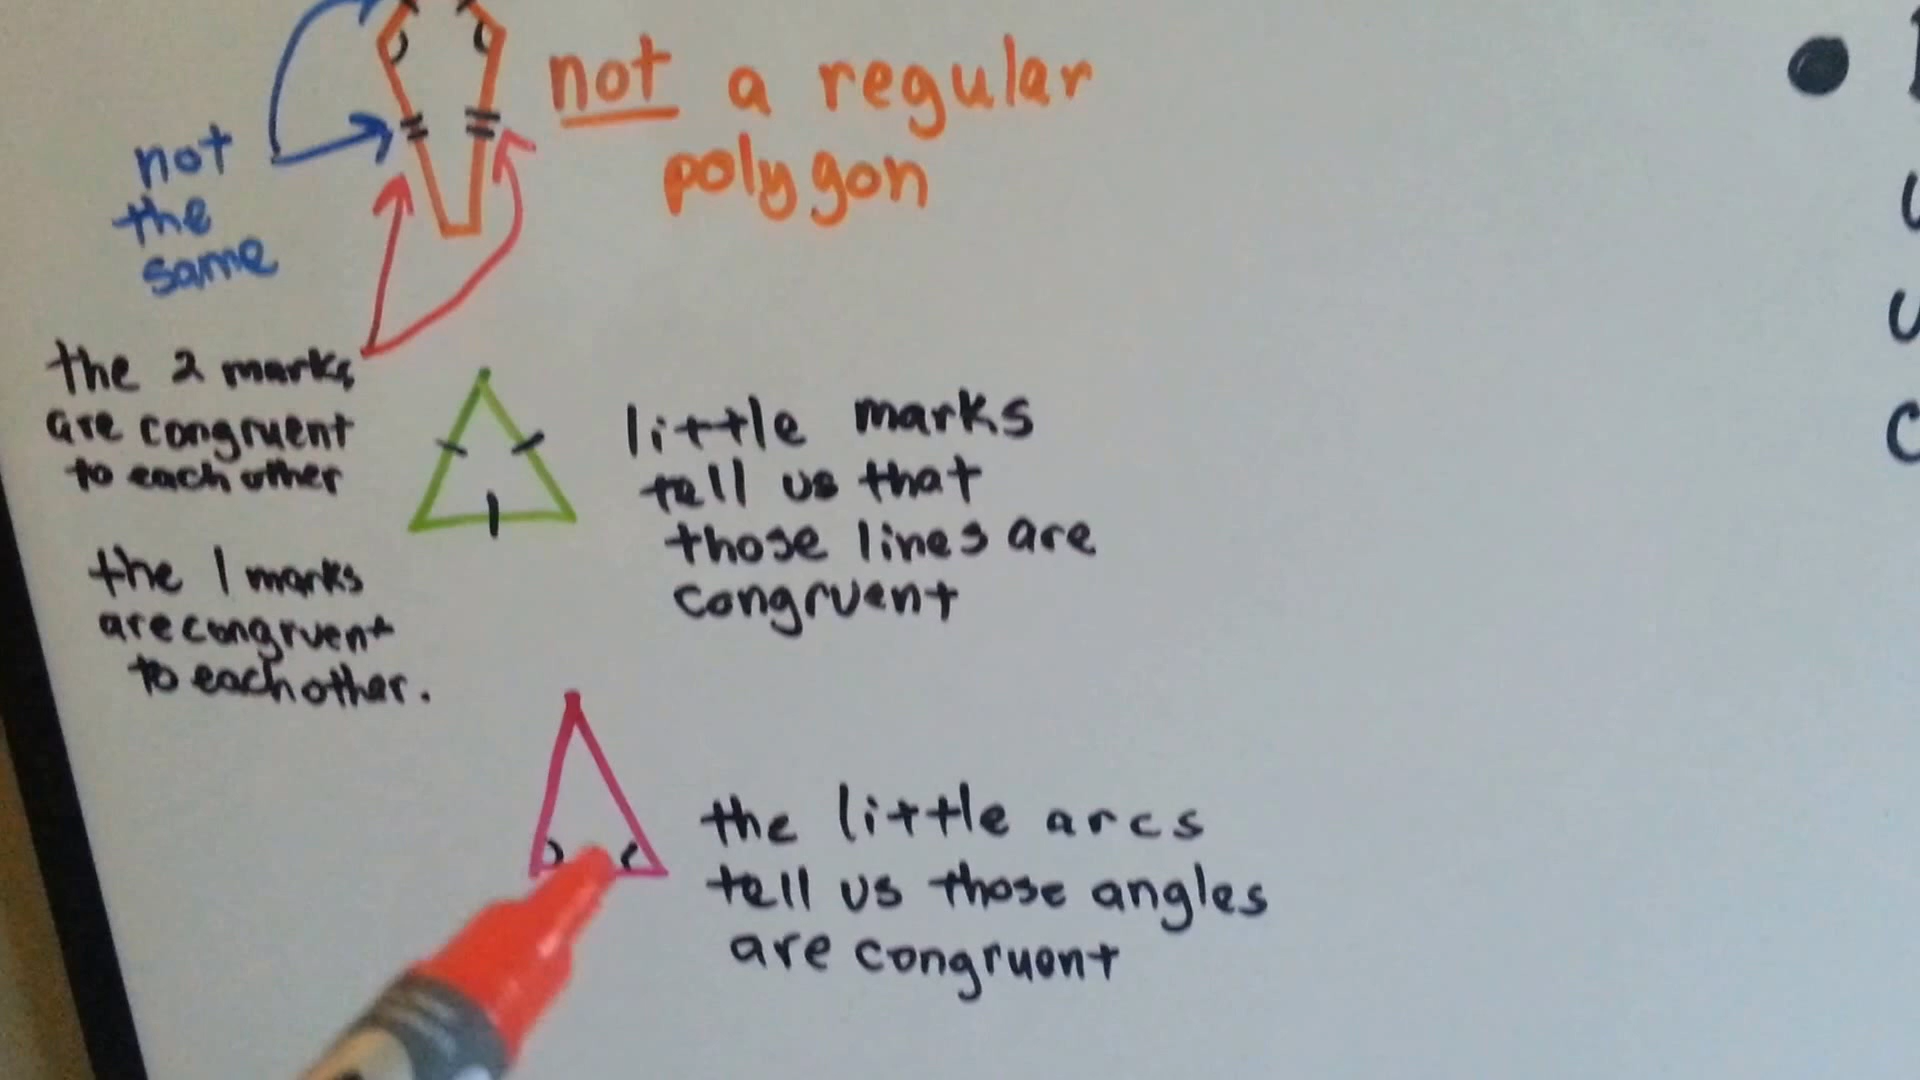 not a regular
polygon
not
the
same
the 2 marks
are congruent
to each other
little marks
tell us that
those lines are
congruent
the 1 marks
are congruent
to each other.
the little arcs
tell us those angles
are congruent